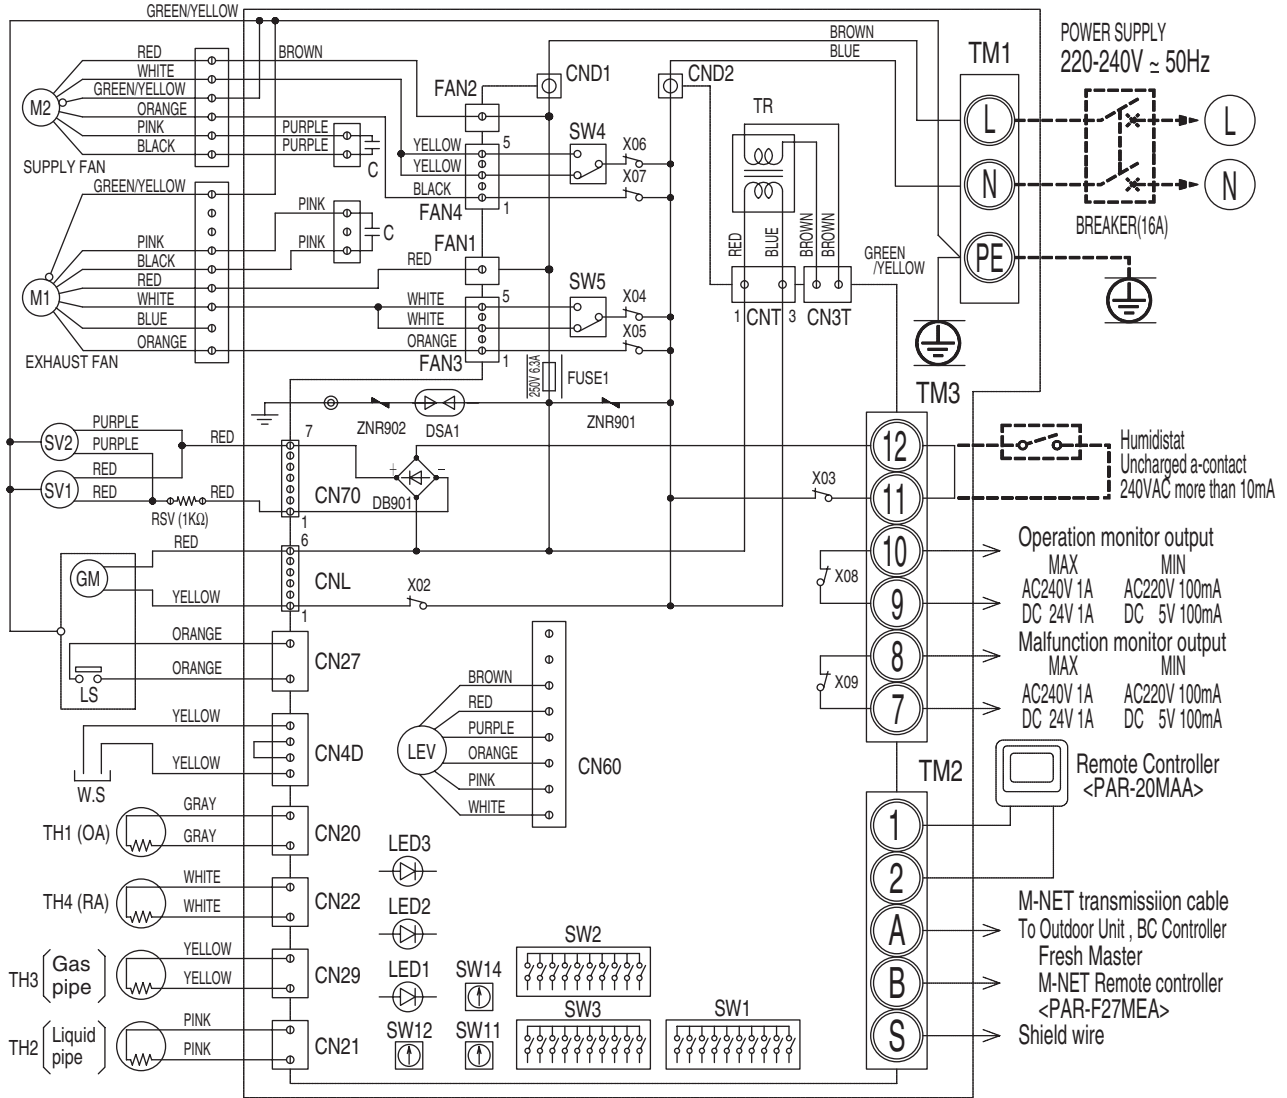 GREEN/YELLOW
BROWN
BLUE
TM1
POWER SUPPLY
220-240V ≃ 50Hz
L
N
PE
L
N
BREAKER(16A)
RED
WHITE
GREEN/YELLOW
ORANGE
PINK
BLACK
M2
SUPPLY FAN
BROWN
PURPLE
PURPLE
C
FAN2
CND1
CND2
YELLOW
YELLOW
BLACK
5
1
FAN4
SW4
X06
X07
TR
RED
BLUE
BROWN
BROWN
GREEN
/YELLOW
1 CNT 3
CN3T
GREEN/YELLOW
PINK
BLACK
RED
WHITE
BLUE
ORANGE
M1
EXHAUST FAN
PINK
PINK
C
FAN1
RED
WHITE
WHITE
ORANGE
5
1
FAN3
SW5
X04
X05
250V 6.3A
FUSE1
ZNR902
DSA1
ZNR901
TM3
12
11
10
9
8
7
X03
X08
X09
Humidistat
Uncharged a-contact
240VAC more than 10mA
Operation monitor output
MAX MIN
AC240V 1A AC220V 100mA
DC 24V 1A DC 5V 100mA
Malfunction monitor output
MAX MIN
AC240V 1A AC220V 100mA
DC 24V 1A DC 5V 100mA
SV2
PURPLE
PURPLE
SV1
RED
RED
RED
RED
RSV (1KΩ)
7
CN70
1
+
−
DB901
GM
RED
YELLOW
6
CNL
1
X02
ORANGE
ORANGE
LS
CN27
YELLOW
YELLOW
W.S
CN4D
LEV
BROWN
RED
PURPLE
ORANGE
PINK
WHITE
CN60
TM2
1
2
A
B
S
Remote Controller
<PAR-20MAA>
M-NET transmissiion cable
To Outdoor Unit , BC Controller
Fresh Master
M-NET Remote controller
<PAR-F27MEA>
Shield wire
TH1 (OA)
GRAY
GRAY
CN20
TH4 (RA)
WHITE
WHITE
CN22
TH3
Gas
pipe
YELLOW
YELLOW
CN29
TH2
Liquid
pipe
PINK
PINK
CN21
LED3
LED2
LED1
SW14
SW12
SW11
SW2
SW3
SW1